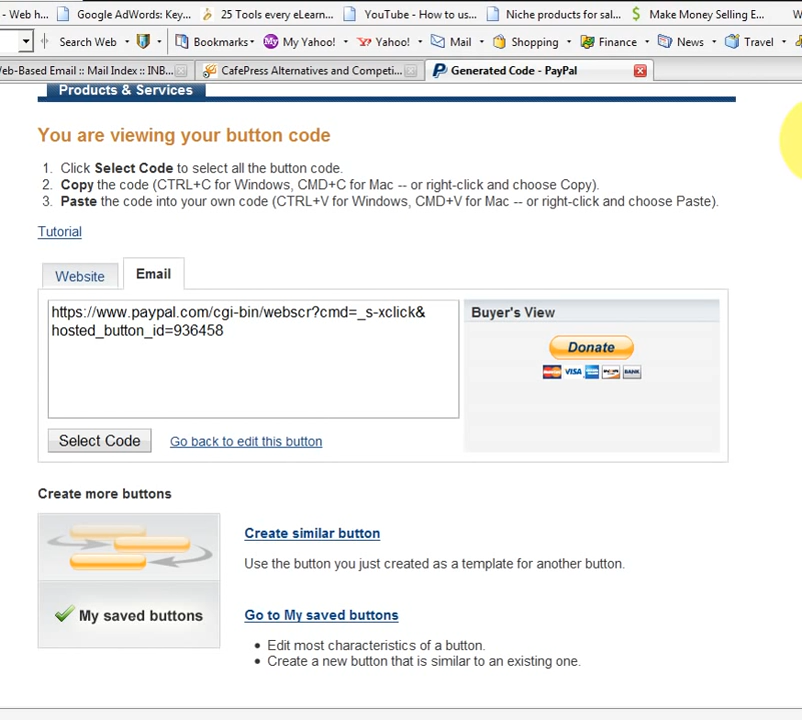 - Web h... Google AdWords: Key... 25 Tools every eLearn... YouTube - How to us... Niche products for sal... $ Make Money Selling E... W
Search Web Bookmarks My Yahoo! Yahoo! Mail Shopping Finance News Travel
eb-Based Email :: Mail Index :: INB... CafePress Alternatives and Competi... Generated Code - PayPal
Products & Services
You are viewing your button code
1. Click Select Code to select all the button code.
2. Copy the code (CTRL+C for Windows, CMD+C for Mac -- or right-click and choose Copy).
3. Paste the code into your own code (CTRL+V for Windows, CMD+V for Mac -- or right-click and choose Paste).
Tutorial
Website Email
https://www.paypal.com/cgi-bin/webscr?cmd=_s-xclick&
hosted_button_id=936458
Buyer's View
Donate
VISA BANK
Select Code Go back to edit this button
Create more buttons
Create similar button
Use the button you just created as a template for another button.
My saved buttons
Go to My saved buttons
• Edit most characteristics of a button.
• Create a new button that is similar to an existing one.